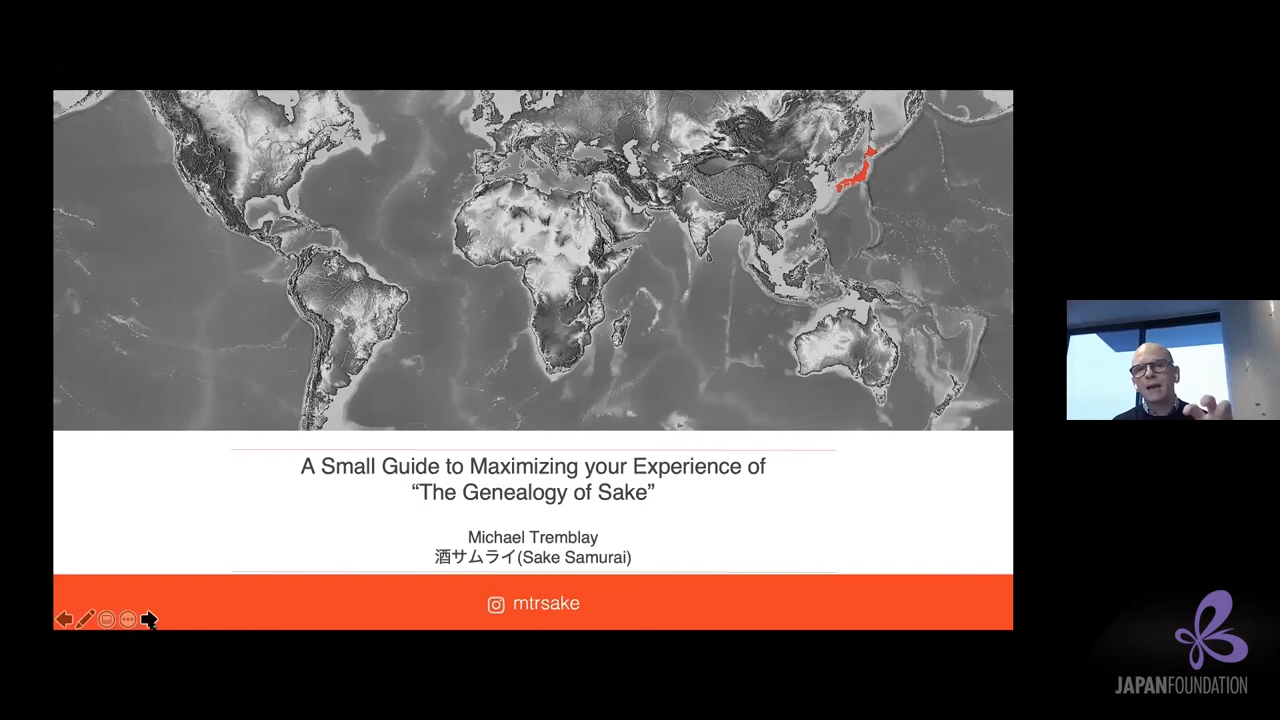 A Small Guide to Maximizing your Experience of
“The Genealogy of Sake”
Michael Tremblay
酒サムライ(Sake Samurai)
mtrsake
JAPANFOUNDATION